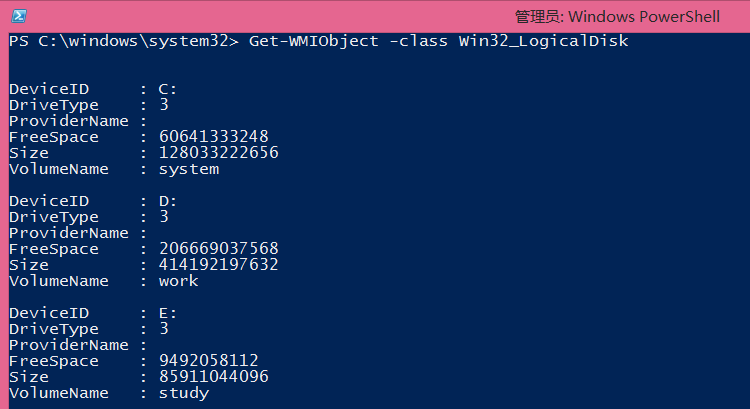 管理员: Windows PowerShell
PS C:\windows\system32> Get-WMIObject -class Win32_LogicalDisk
DeviceID     : C:
DriveType    : 3
ProviderName :
FreeSpace    : 60641333248
Size         : 128033222656
VolumeName   : system
DeviceID     : D:
DriveType    : 3
ProviderName :
FreeSpace    : 206669037568
Size         : 414192197632
VolumeName   : work
DeviceID     : E:
DriveType    : 3
ProviderName :
FreeSpace    : 9492058112
Size         : 85911044096
VolumeName   : study